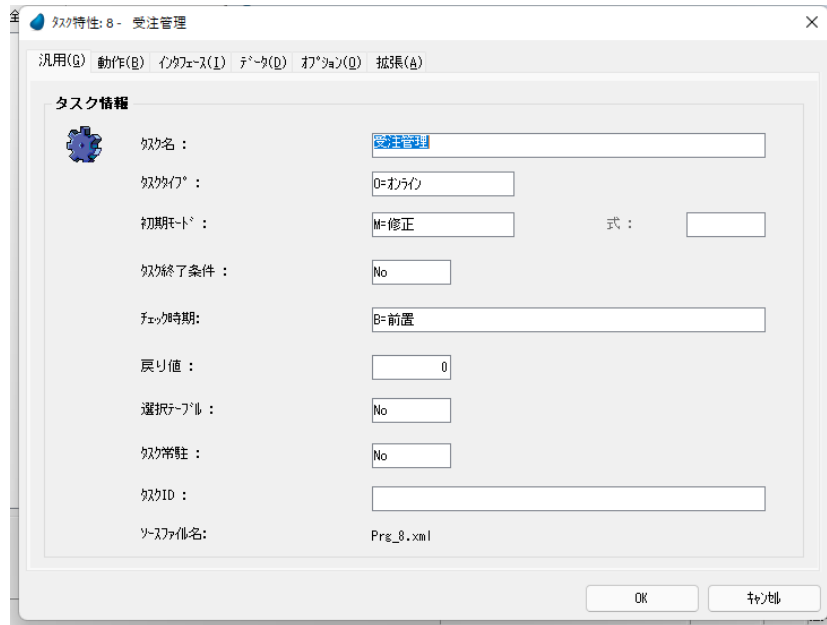 タスク特性: 8 -  受注管理
汎用(G) 動作(B) インタフェース(I) データ(D) オプション(O) 拡張(A)
タスク情報
タスク名 : 受注管理
タスクタイプ : O=オンライン
初期モード : M=修正 式 :
タスク終了条件 : No
チェック時期: B=前置
戻り値 : 0
選択テーブル : No
タスク常駐 : No
タスクID :
ソースファイル名: Prg_8.xml
OK キャンセル